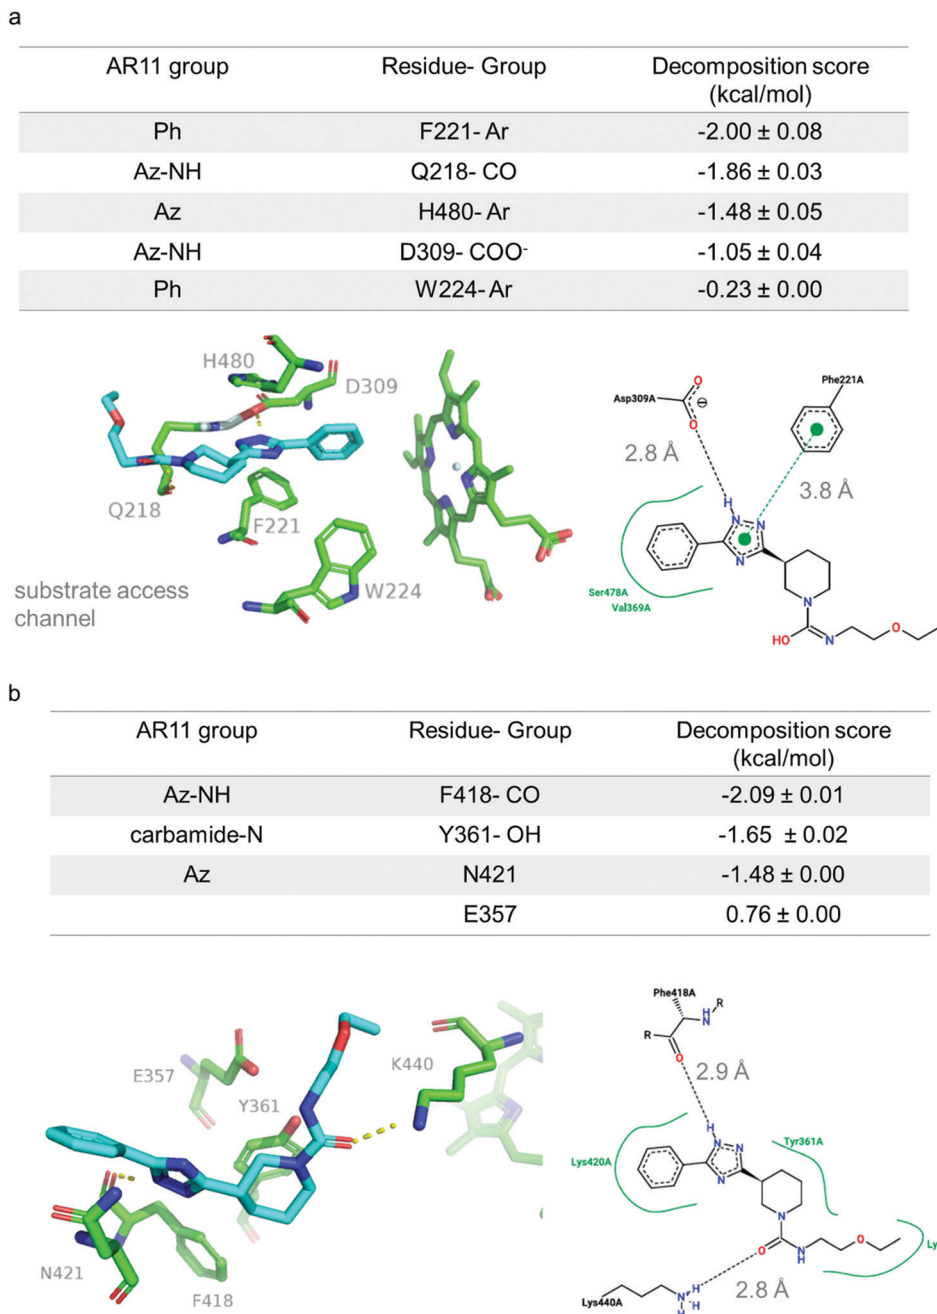 a
AR11 group Residue- Group Decomposition score
(kcal/mol)
Ph F221- Ar -2.00 ± 0.08
Az-NH Q218- CO -1.86 ± 0.03
Az H480- Ar -1.48 ± 0.05
Az-NH D309- COO⁻ -1.05 ± 0.04
Ph W224- Ar -0.23 ± 0.00
H480
D309
Q218
F221
W224
substrate access
channel
Asp309A
O
O
⊖
Phe221A
2.8 Å
3.8 Å
H
N
N
N
Ser478A
Val369A
N
HO
N
O
b
AR11 group Residue- Group Decomposition score
(kcal/mol)
Az-NH F418- CO -2.09 ± 0.01
carbamide-N Y361- OH -1.65 ± 0.02
Az N421 -1.48 ± 0.00
E357 0.76 ± 0.00
E357
Y361
K440
N421
F418
Phe418A
R
N
H
R
O
2.9 Å
H
N
N
N
Lys420A
Tyr361A
N
O
N
H
O
Ly
Lys440A
2.8 Å
N
H
H
H
+